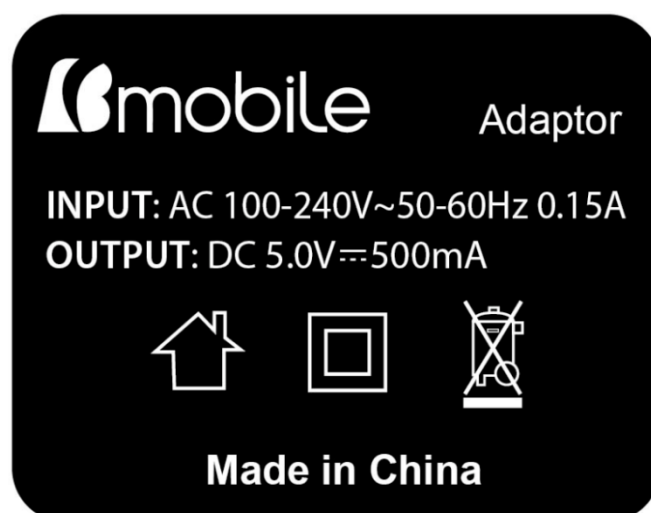 Bmobile
Adaptor
INPUT: AC 100-240V~50-60Hz 0.15A
OUTPUT: DC 5.0V⎓500mA
Made in China